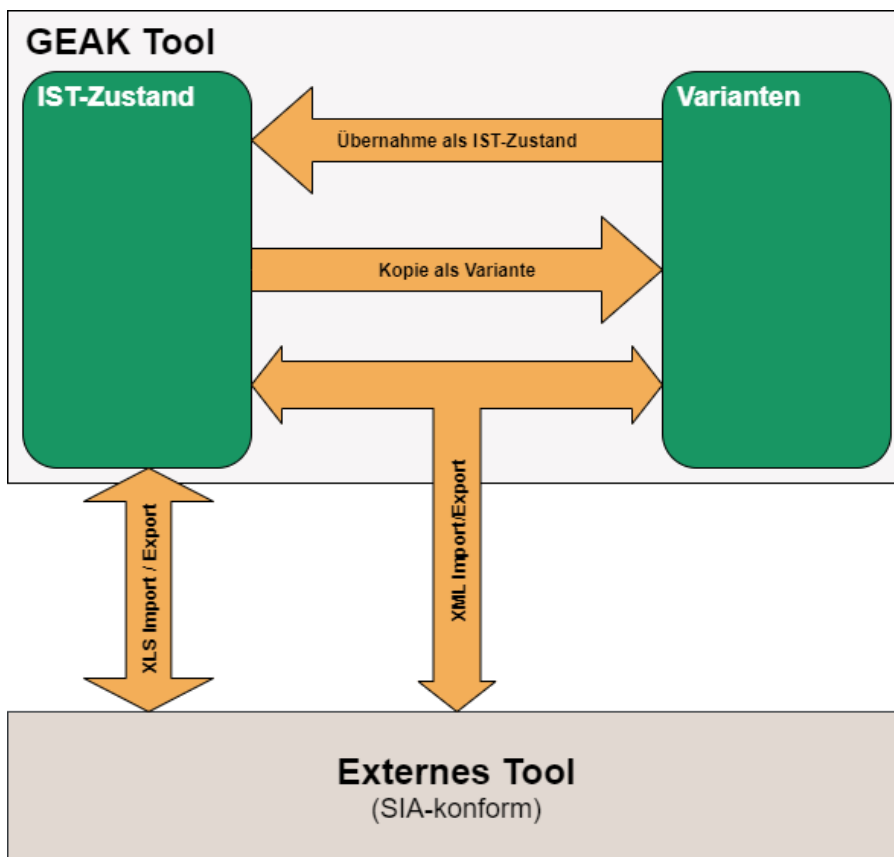 GEAK Tool
IST-Zustand
Varianten
Übernahme als IST-Zustand
Kopie als Variante
XLS Import / Export
XML Import/Export
Externes Tool
(SIA-konform)